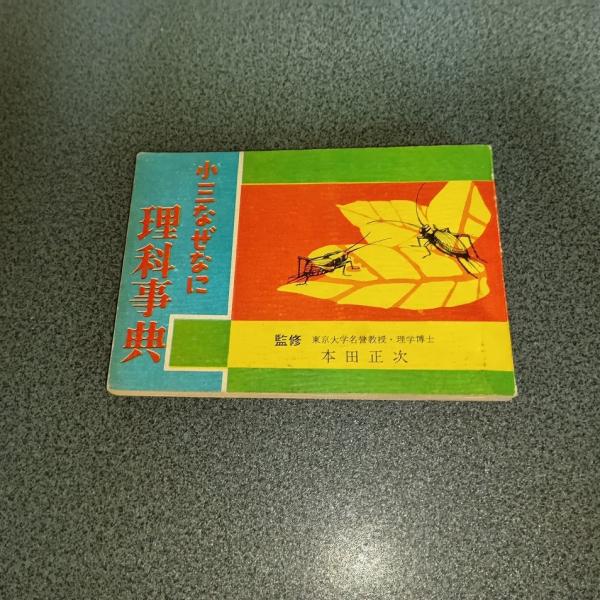 小三なぜなに
理科事典
監修 東京大学名誉教授・理学博士
本田正次